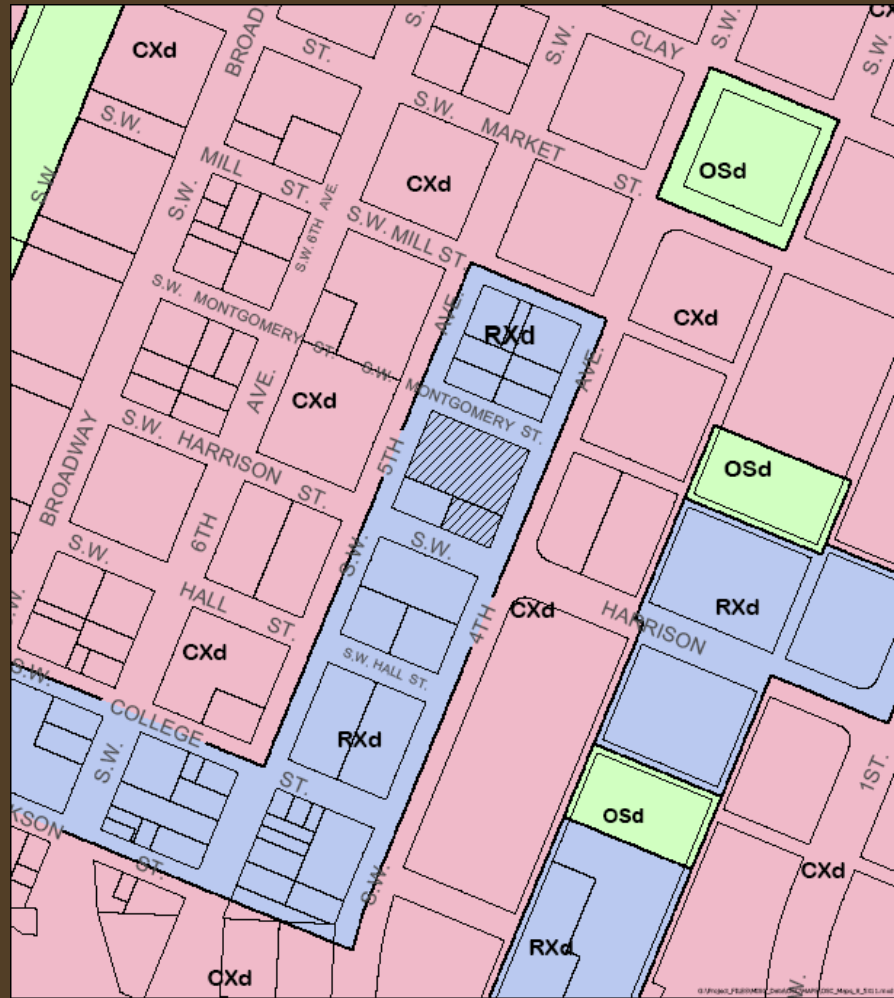 CX
CXd
BROAD
ST.
S.W.
S.W.
CLAY
S.W.
S.W.
S.W.
S.W.
MARKET
ST.
OSd
MILL
ST.
S.W.
S.W.
CXd
S.W. 6TH AVE.
S.W. MILL ST.
S.W. MONTGOMERY ST.
AVE.
RXd
CXd
AVE.
S.W. MONTGOMERY ST.
AVE.
CXd
S.W. HARRISON ST.
5TH
OSd
BROADWAY
6TH
S.W.
S.W.
S.W.
HALL
ST.
CXd
4TH
HARRISON
RXd
W.
CXd
S.W. HALL ST.
S.W.
COLLEGE
S.W.
RXd
ST.
1ST.
OSd
KSON
ST.
S.W.
CXd
RXd
CXd
W.